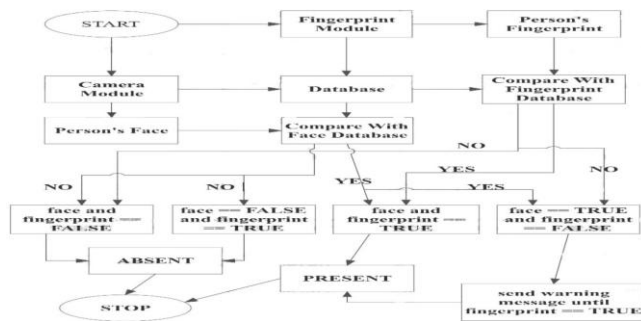 START
Fingerprint
Module
Person's
Fingerprint
Camera
Module
Database
Compare With
Fingerprint
Database
Person's Face
Compare With
Face Database
NO
NO
NO
YES
NO
YES
YES
face and
fingerprint ==
FALSE
face == FALSE
and fingerprint
== TRUE
face and
fingerprint ==
TRUE
face == TRUE
and fingerprint
== FALSE
ABSENT
PRESENT
send warning
message until
fingerprint == TRUE
STOP